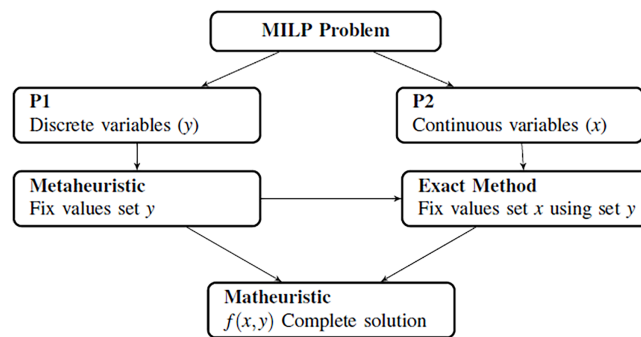 MILP Problem
P1
Discrete variables (y)
P2
Continuous variables (x)
Metaheuristic
Fix values set y
Exact Method
Fix values set x using set y
Matheuristic
f(x,y) Complete solution